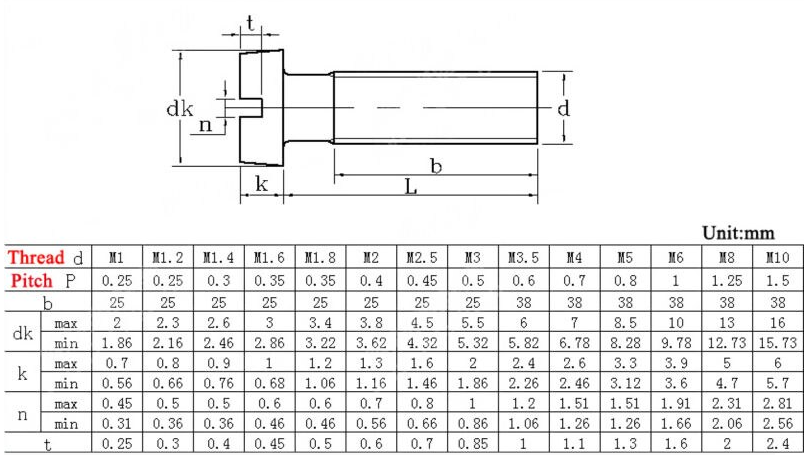 t
dk
n
d
b
k
L
Unit:mm
Thread d M1 M1.2 M1.4 M1.6 M1.8 M2 M2.5 M3 M3.5 M4 M5 M6 M8 M10
Pitch P 0.25 0.25 0.3 0.35 0.35 0.4 0.45 0.5 0.6 0.7 0.8 1 1.25 1.5
b 25 25 25 25 25 25 25 25 38 38 38 38 38 38
dk max 2 2.3 2.6 3 3.4 3.8 4.5 5.5 6 7 8.5 10 13 16
min 1.86 2.16 2.46 2.86 3.22 3.62 4.32 5.32 5.82 6.78 8.28 9.78 12.73 15.73
k max 0.7 0.8 0.9 1 1.2 1.3 1.6 2 2.4 2.6 3.3 3.9 5 6
min 0.56 0.66 0.76 0.68 1.06 1.16 1.46 1.86 2.26 2.46 3.12 3.6 4.7 5.7
n max 0.45 0.5 0.5 0.6 0.6 0.7 0.8 1 1.2 1.51 1.51 1.91 2.31 2.81
min 0.31 0.36 0.36 0.46 0.46 0.56 0.66 0.86 1.06 1.26 1.26 1.66 2.06 2.56
t 0.25 0.3 0.4 0.45 0.5 0.6 0.7 0.85 1 1.1 1.3 1.6 2 2.4